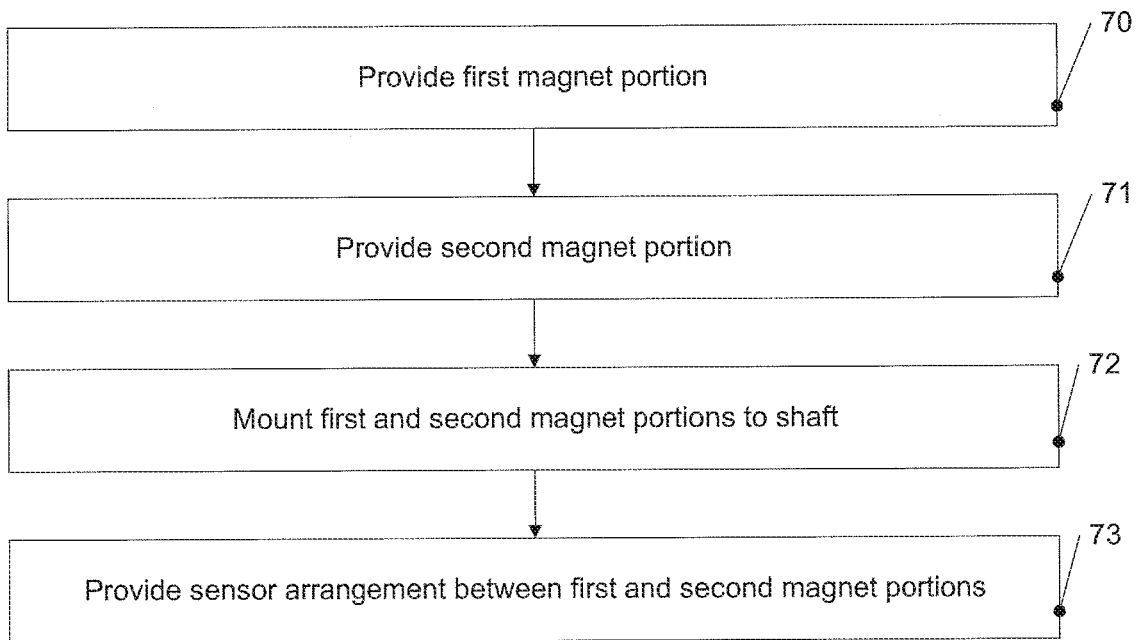 70
Provide first magnet portion
71
Provide second magnet portion
72
Mount first and second magnet portions to shaft
73
Provide sensor arrangement between first and second magnet portions